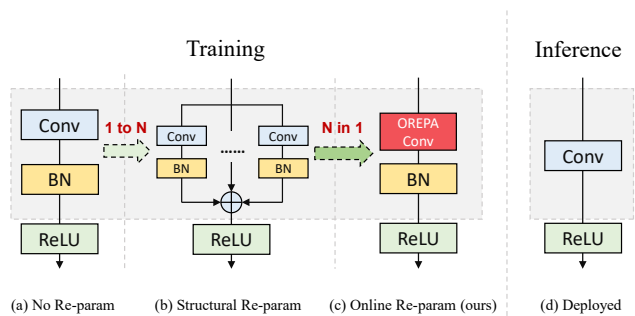 Training
Inference
Conv
BN
ReLU
1 to N
Conv
BN
......
Conv
BN
ReLU
N in 1
OREPA
Conv
BN
ReLU
Conv
ReLU
(a) No Re-param
(b) Structural Re-param
(c) Online Re-param (ours)
(d) Deployed